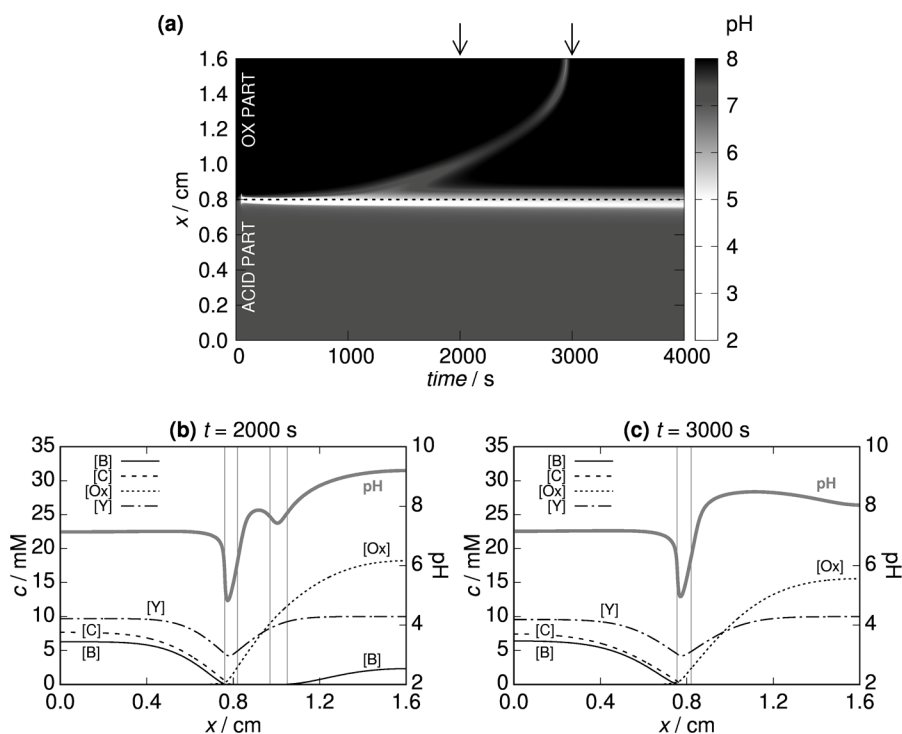 (a)
pH
1.6
1.4
1.2
1.0
0.8
0.6
0.4
0.2
0.0
x / cm
OX PART
ACID PART
8
7
6
5
4
3
2
0 1000 2000 3000 4000
time / s
(b) t = 2000 s
35
30
25
20
15
10
5
0
c / mM
[B]
[C]
[Ox]
[Y]
pH
[Ox]
[Y]
[C]
[B]
[B]
10
8
6
4
2
pH
0.0 0.4 0.8 1.2 1.6
x / cm
(c) t = 3000 s
35
30
25
20
15
10
5
0
c / mM
[B]
[C]
[Ox]
[Y]
pH
[Ox]
[Y]
[C]
[B]
10
8
6
4
2
pH
0.0 0.4 0.8 1.2 1.6
x / cm